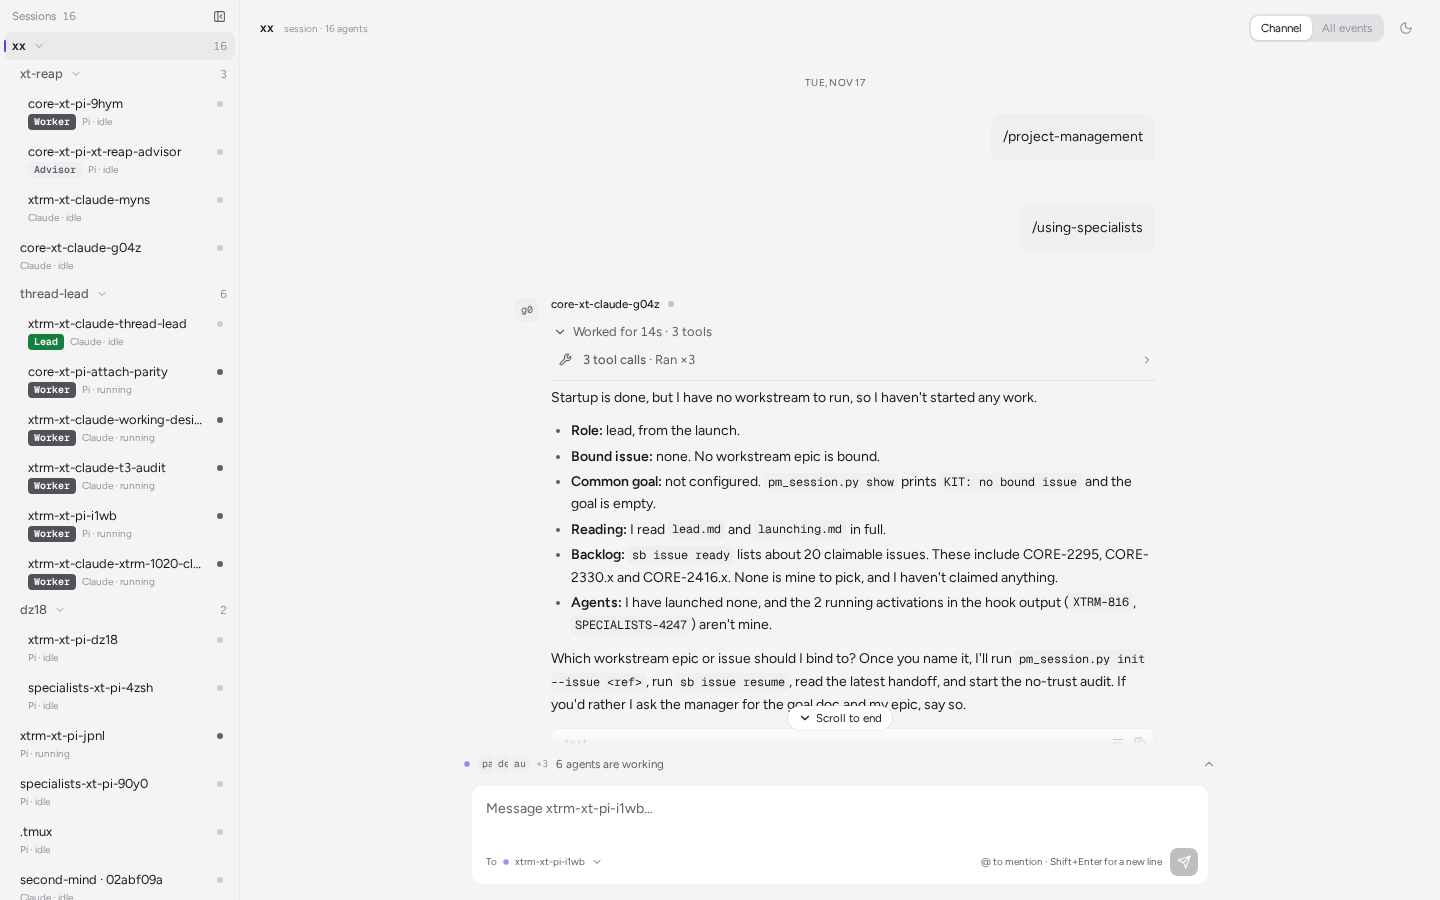 Sessions 16
xx 16
xt-reap 3
core-xt-pi-9hym
Worker Pi · idle
core-xt-pi-xt-reap-advisor
Advisor Pi · idle
xtrm-xt-claude-myns
Claude · idle
core-xt-claude-g04z
Claude · idle
thread-lead 6
xtrm-xt-claude-thread-lead
Lead Claude · idle
core-xt-pi-attach-parity
Worker Pi · running
xtrm-xt-claude-working-desi...
Worker Claude · running
xtrm-xt-claude-t3-audit
Worker Claude · running
xtrm-xt-pi-i1wb
Worker Pi · running
xtrm-xt-claude-xtrm-1020-cl...
Worker Claude · running
dz18 2
xtrm-xt-pi-dz18
Pi · idle
specialists-xt-pi-4zsh
Pi · idle
xtrm-xt-pi-jpnl
Pi · running
specialists-xt-pi-90y0
Pi · idle
.tmux
Pi · idle
second-mind · 02abf09a
Claude · idle
xx session · 16 agents
Channel All events
TUE, NOV 17
/project-management
/using-specialists
g0 core-xt-claude-g04z
Worked for 14s · 3 tools
3 tool calls · Ran ×3
Startup is done, but I have no workstream to run, so I haven't started any work.
• Role: lead, from the launch.
• Bound issue: none. No workstream epic is bound.
• Common goal: not configured. pm_session.py show prints KIT: no bound issue and the
goal is empty.
• Reading: I read lead.md and launching.md in full.
• Backlog: sb issue ready lists about 20 claimable issues. These include CORE-2295, CORE-
2330.x and CORE-2416.x. None is mine to pick, and I haven't claimed anything.
• Agents: I have launched none, and the 2 running activations in the hook output ( XTRM-816 ,
SPECIALISTS-4247 ) aren't mine.
Which workstream epic or issue should I bind to? Once you name it, I'll run pm_session.py init
--issue <ref> , run sb issue resume , read the latest handoff, and start the no-trust audit. If
you'd rather I ask the manager for the goal doc and my epic, say so.
Scroll to end
text
pa de au +3 6 agents are working
Message xtrm-xt-pi-i1wb...
To xtrm-xt-pi-i1wb
@ to mention · Shift+Enter for a new line